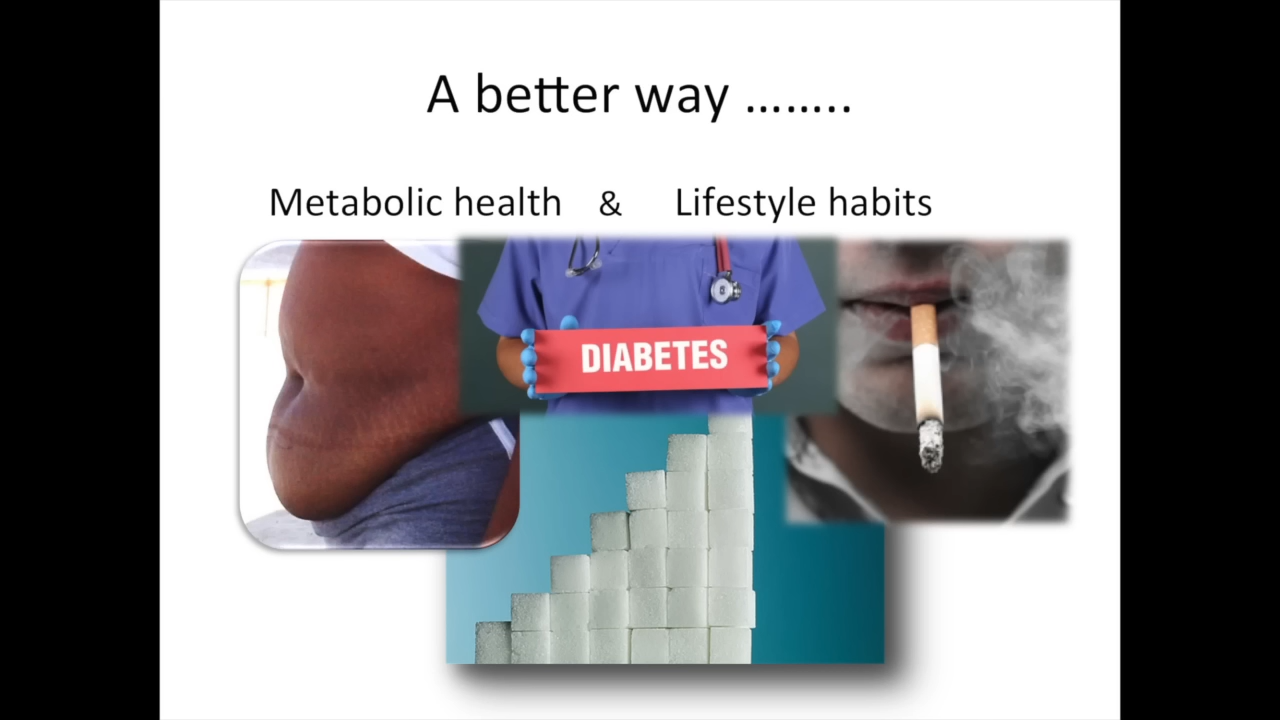 A better way ……..
Metabolic health & Lifestyle habits
DIABETES